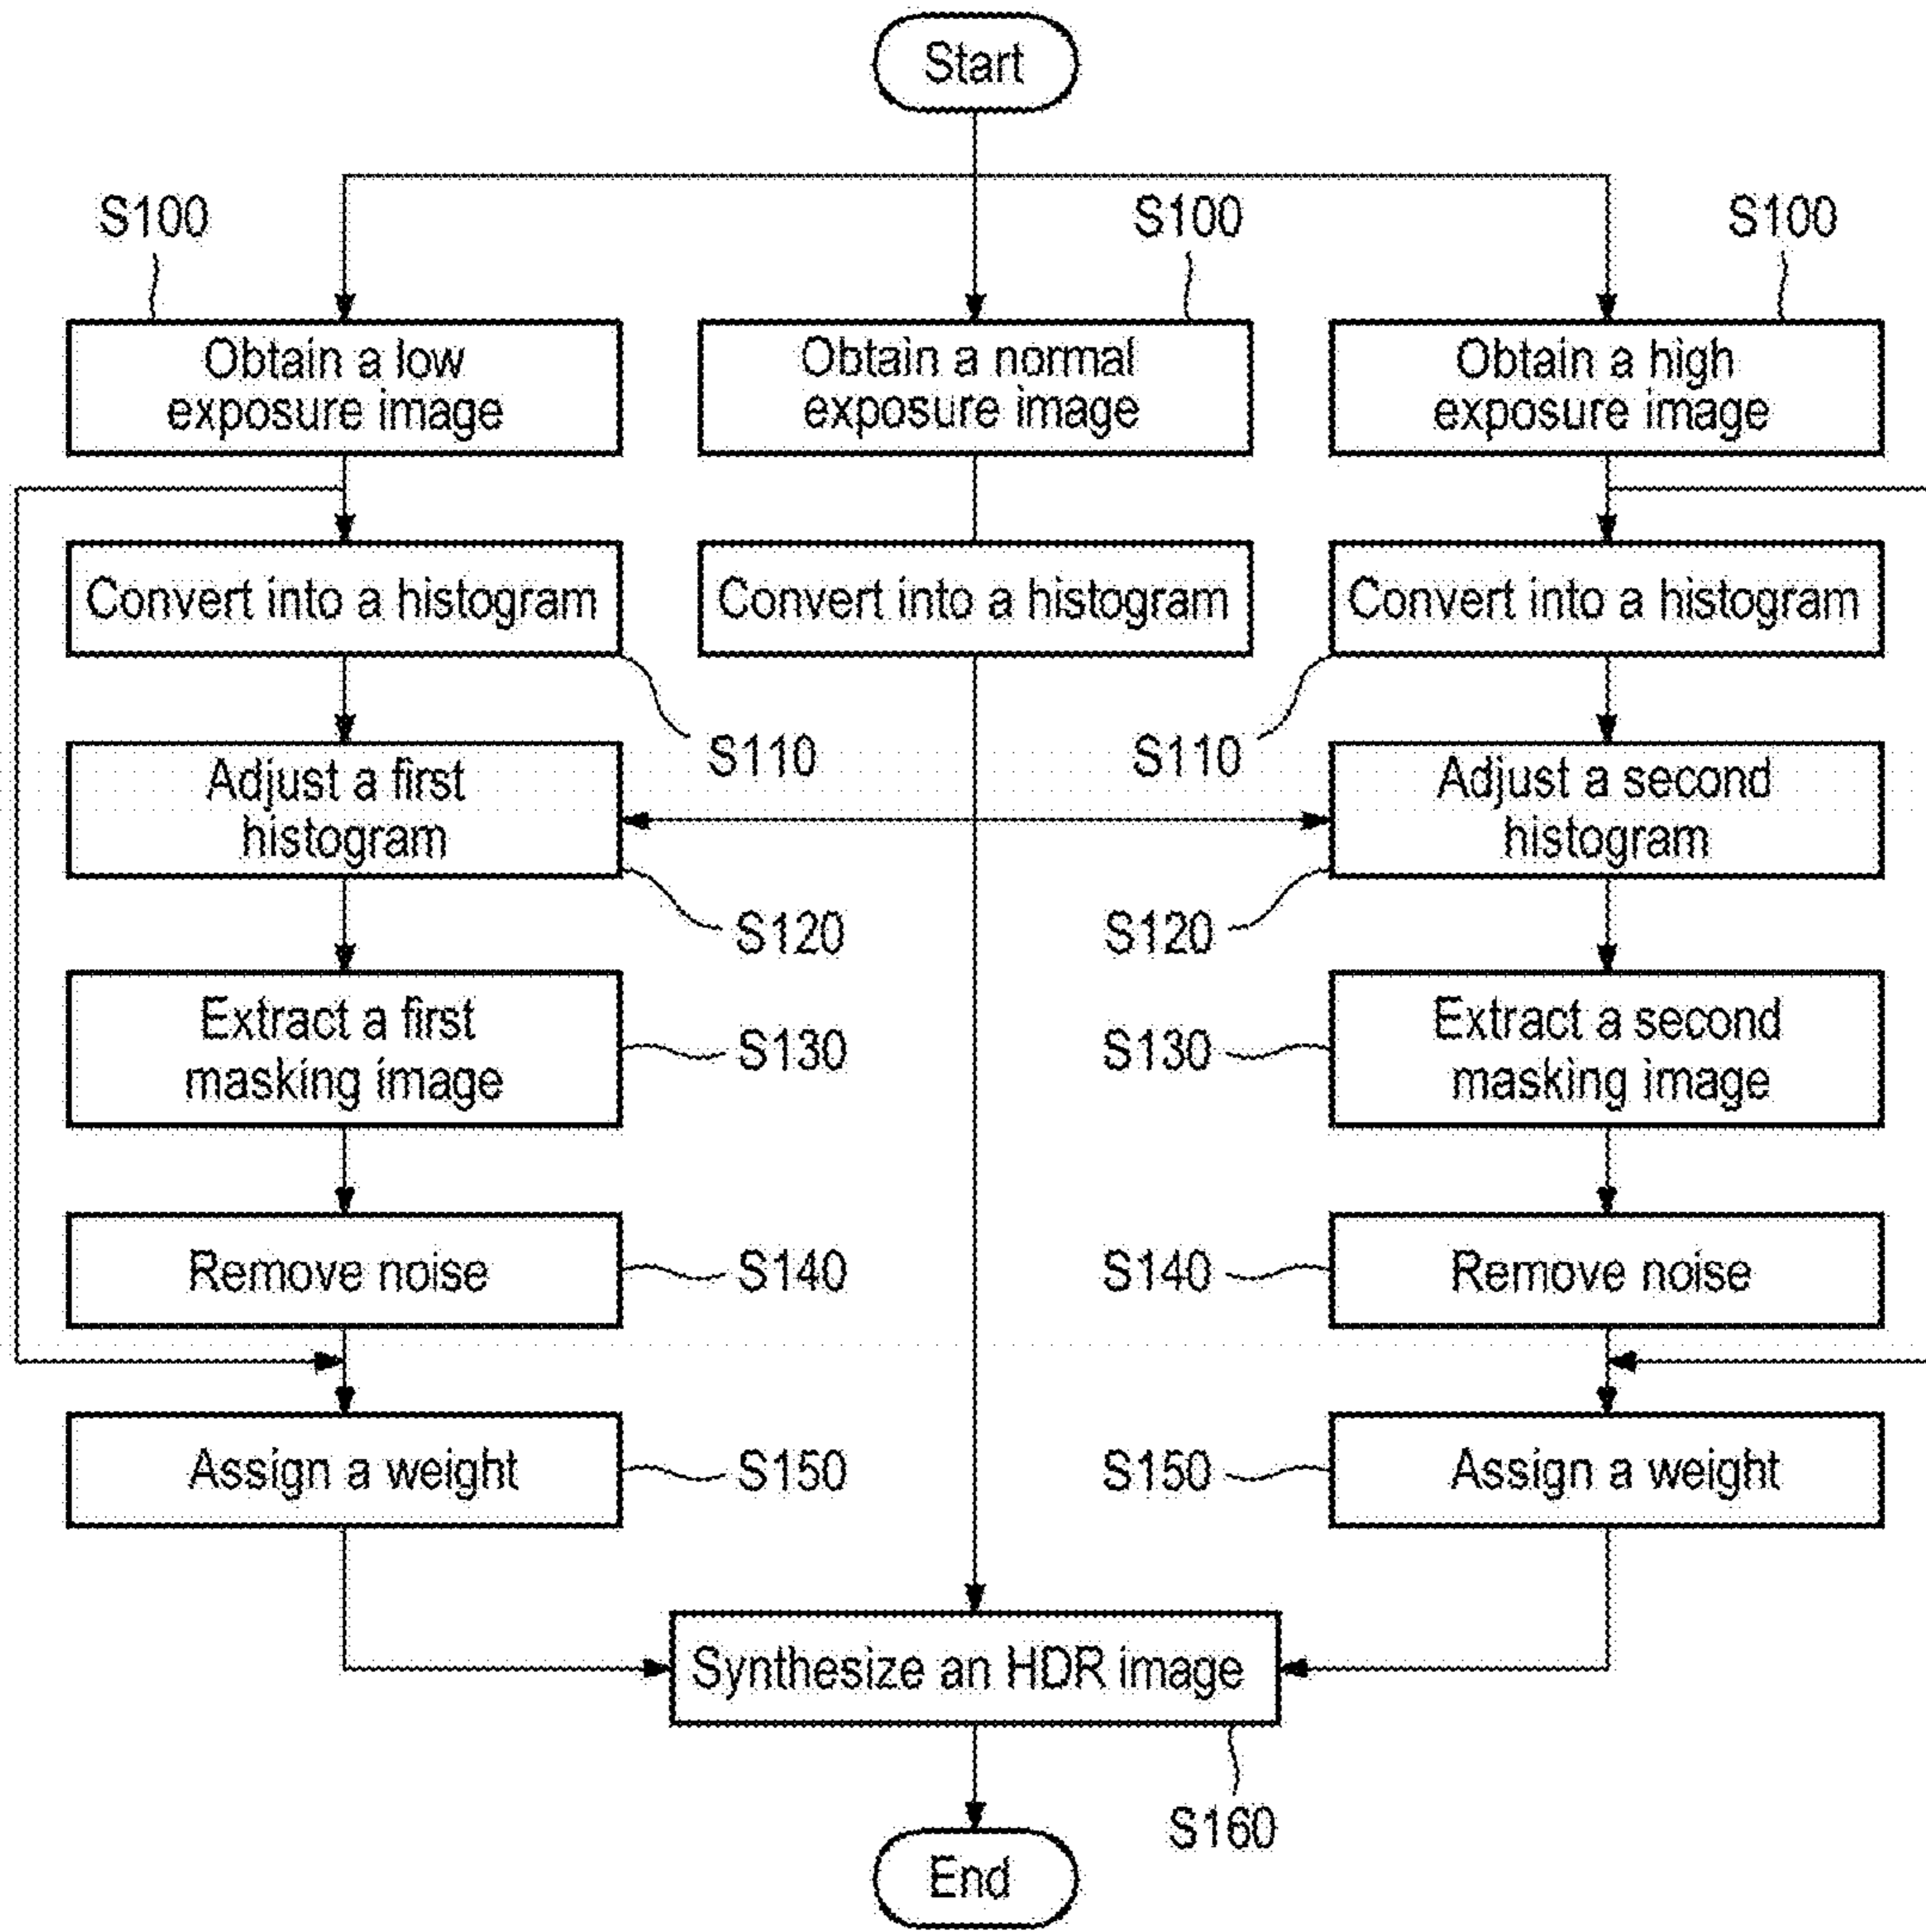 Start
S100
S100
S100
Obtain a low
exposure image
Obtain a normal
exposure image
Obtain a high
exposure image
Convert into a histogram
Convert into a histogram
Convert into a histogram
S110
S110
Adjust a first
histogram
Adjust a second
histogram
S120
S120
Extract a first
masking image
S130
S130
Extract a second
masking image
Remove noise
S140
S140
Remove noise
Assign a weight
S150
S150
Assign a weight
Synthesize an HDR image
S160
End